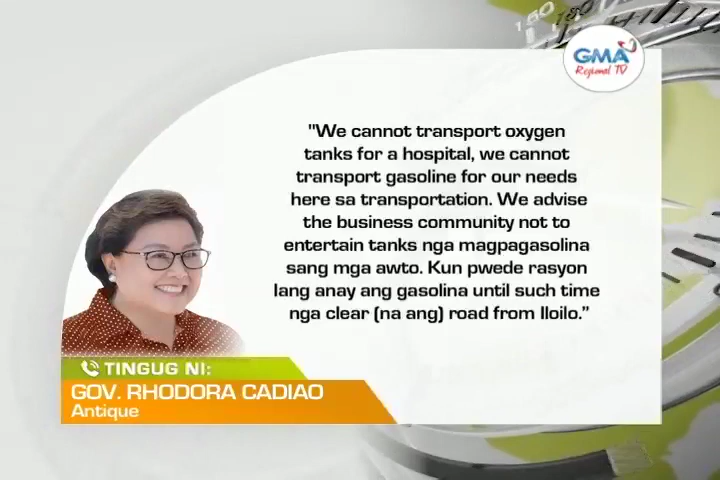 150
180
GMA
Regional TV
"We cannot transport oxygen
tanks for a hospital, we cannot
transport gasoline for our needs
here sa transportation. We advise
the business community not to
entertain tanks nga magpagasolina
sang mga awto. Kun pwede rasyon
lang anay ang gasolina until such time
nga clear (na ang) road from Iloilo."
TINGUG NI:
GOV. RHODORA CADIAO
Antique